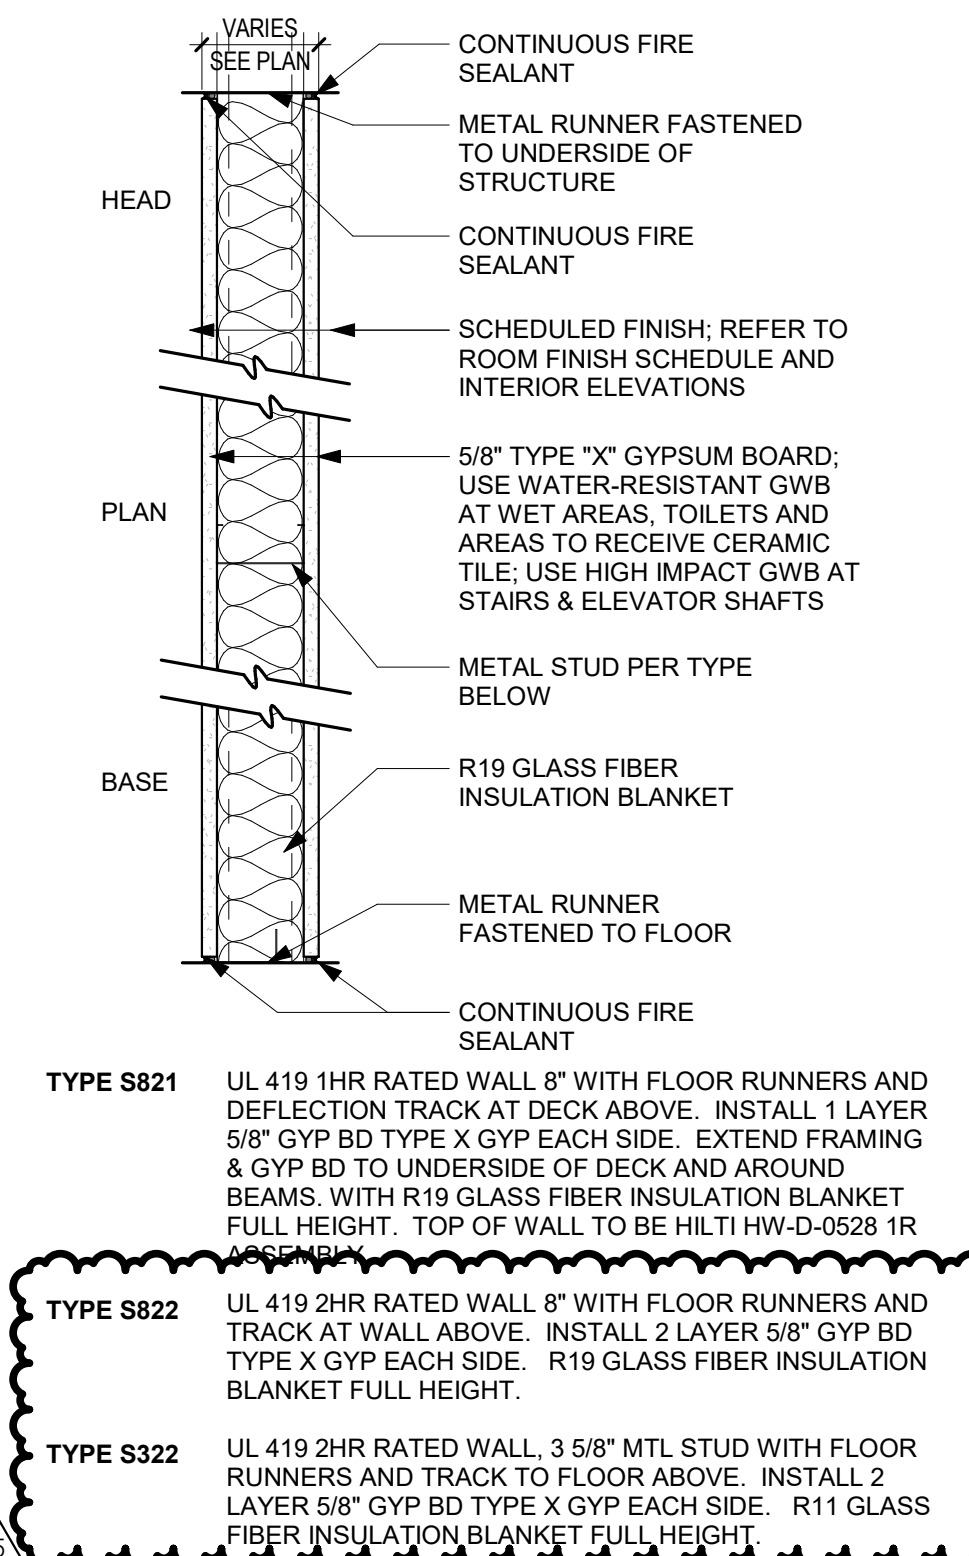 VARIES
SEE PLAN
CONTINUOUS FIRE
SEALANT
METAL RUNNER FASTENED
TO UNDERSIDE OF
STRUCTURE
HEAD
CONTINUOUS FIRE
SEALANT
SCHEDULED FINISH; REFER TO
ROOM FINISH SCHEDULE AND
INTERIOR ELEVATIONS
5/8" TYPE "X" GYPSUM BOARD;
USE WATER-RESISTANT GWB
AT WET AREAS, TOILETS AND
AREAS TO RECEIVE CERAMIC
TILE; USE HIGH IMPACT GWB AT
STAIRS & ELEVATOR SHAFTS
PLAN
METAL STUD PER TYPE
BELOW
R19 GLASS FIBER
INSULATION BLANKET
BASE
METAL RUNNER
FASTENED TO FLOOR
CONTINUOUS FIRE
SEALANT
TYPE S821 UL 419 1HR RATED WALL 8" WITH FLOOR RUNNERS AND
DEFLECTION TRACK AT DECK ABOVE. INSTALL 1 LAYER
5/8" GYP BD TYPE X GYP EACH SIDE. EXTEND FRAMING
& GYP BD TO UNDERSIDE OF DECK AND AROUND
BEAMS. WITH R19 GLASS FIBER INSULATION BLANKET
FULL HEIGHT. TOP OF WALL TO BE HILTI HW-D-0528 1R
ASSEMBLY
TYPE S822 UL 419 2HR RATED WALL 8" WITH FLOOR RUNNERS AND
TRACK AT WALL ABOVE. INSTALL 2 LAYER 5/8" GYP BD
TYPE X GYP EACH SIDE. R19 GLASS FIBER INSULATION
BLANKET FULL HEIGHT.
TYPE S322 UL 419 2HR RATED WALL, 3 5/8" MTL STUD WITH FLOOR
RUNNERS AND TRACK TO FLOOR ABOVE. INSTALL 2
LAYER 5/8" GYP BD TYPE X GYP EACH SIDE. R11 GLASS
FIBER INSULATION BLANKET FULL HEIGHT.